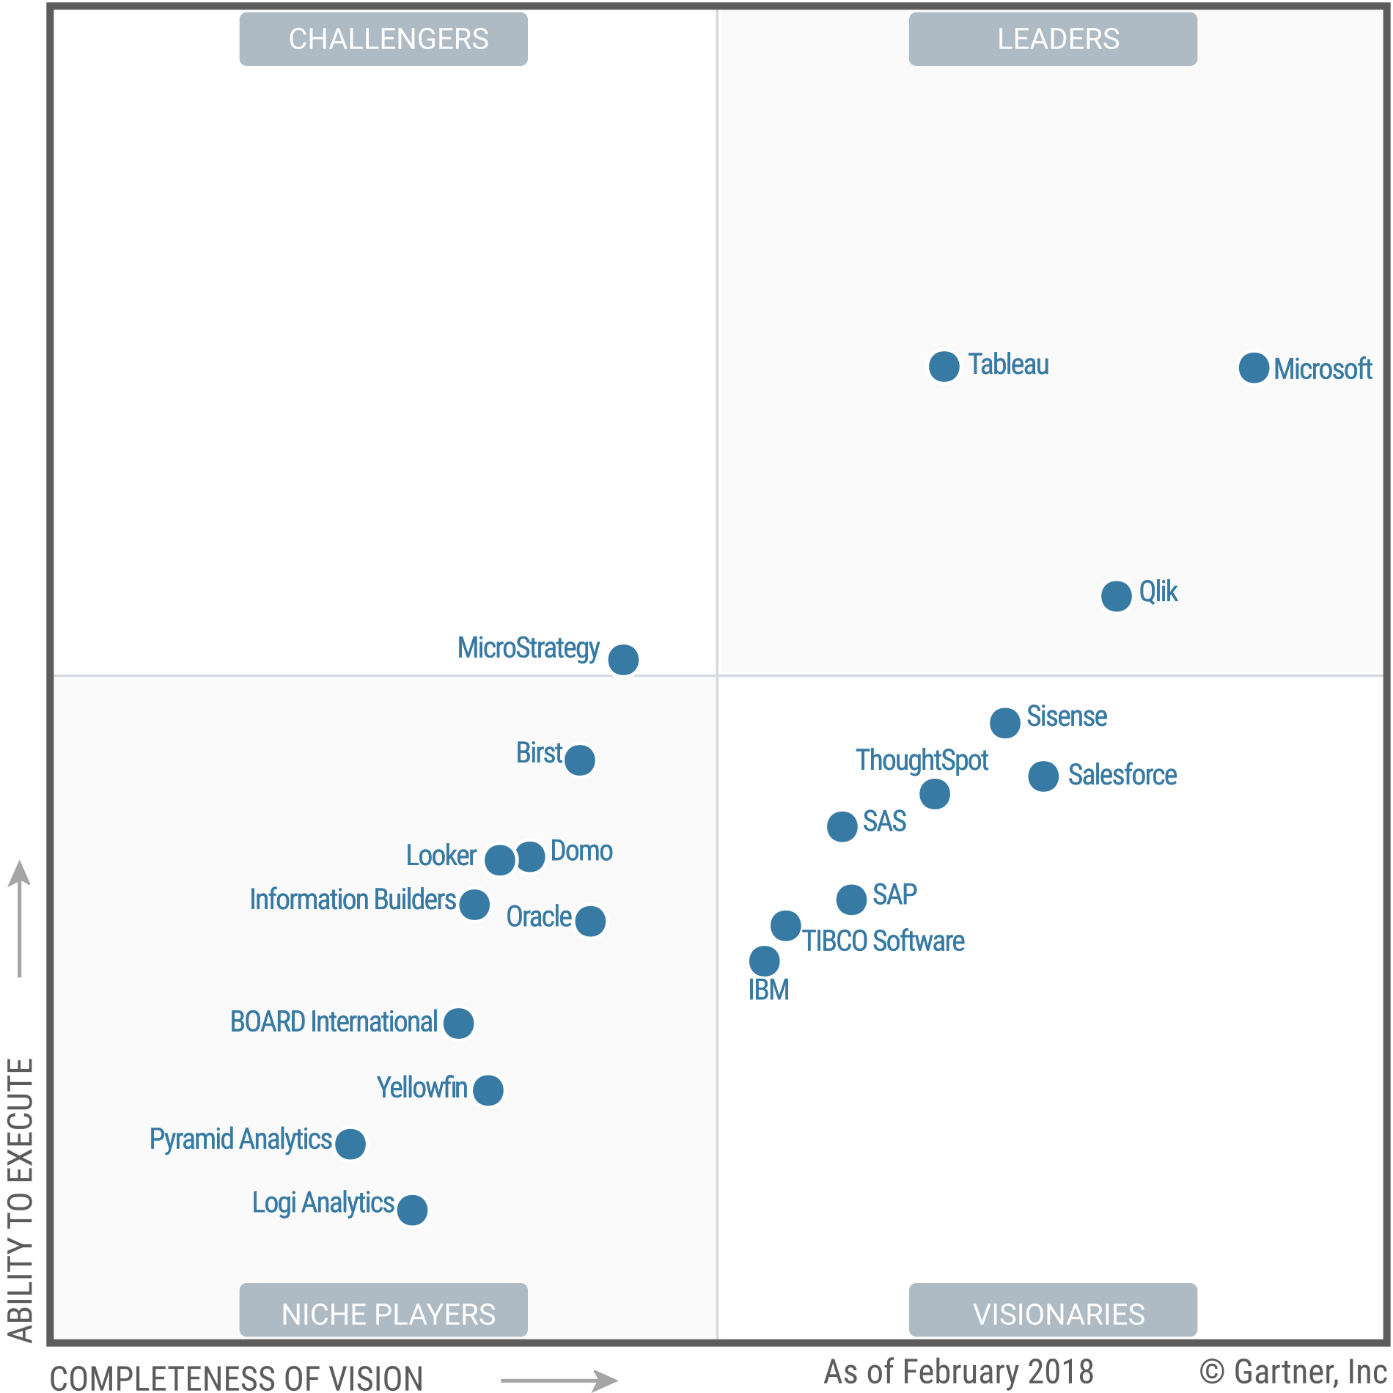 CHALLENGERS
LEADERS
Tableau
Microsoft
Qlik
MicroStrategy
Sisense
Birst
ThoughtSpot
Salesforce
SAS
Looker
Domo
Information Builders
SAP
Oracle
TIBCO Software
IBM
BOARD International
Yellowfin
Pyramid Analytics
Logi Analytics
NICHE PLAYERS
VISIONARIES
ABILITY TO EXECUTE
COMPLETENESS OF VISION
As of February 2018
© Gartner, Inc